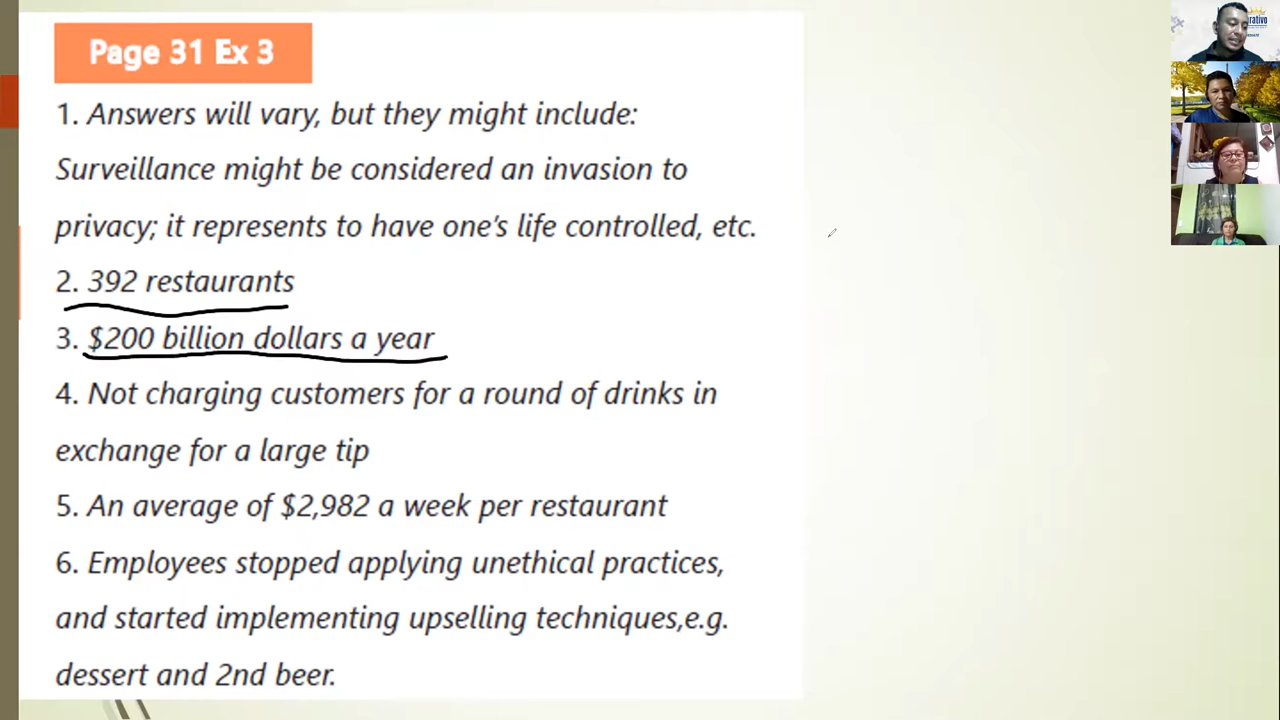 Page 31 Ex 3
1. Answers will vary, but they might include:
Surveillance might be considered an invasion to
privacy; it represents to have one's life controlled, etc.
2. 392 restaurants
3. $200 billion dollars a year
4. Not charging customers for a round of drinks in
exchange for a large tip
5. An average of $2,982 a week per restaurant
6. Employees stopped applying unethical practices,
and started implementing upselling techniques,e.g.
dessert and 2nd beer.